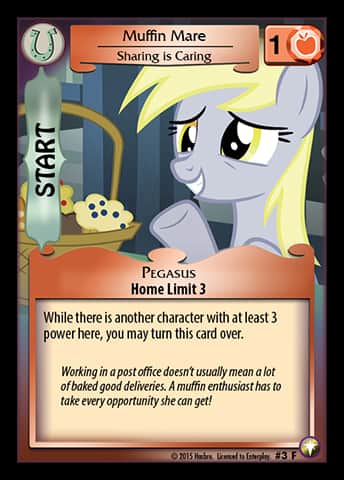 Muffin Mare
Sharing is Caring
1
START
PEGASUS
Home Limit 3
While there is another character with at least 3
power here, you may turn this card over.
Working in a post office doesn't usually mean a lot
of baked good deliveries. A muffin enthusiast has to
take every opportunity she can get!
© 2015 Hasbro. Licensed to Enterplay. #3 F